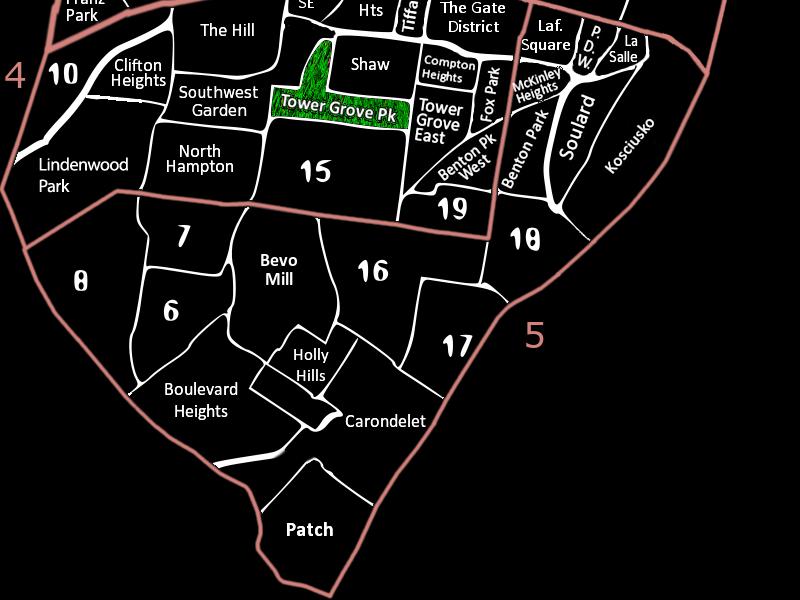 Park
SE
Hts
Tiffa
The Gate
District
The Hill
Laf.
Square
P.
D.
W.
La
Salle
4
10
Clifton
Heights
Shaw
Compton
Heights
Fox Park
McKinley
Heights
Southwest
Garden
Tower Grove Pk
Tower
Grove
East
Soulard
Kosciusko
Lindenwood
Park
North
Hampton
15
Benton Pk
West
Benton Park
19
7
18
8
Bevo
Mill
16
6
17
5
Holly
Hills
Boulevard
Heights
Carondelet
Patch